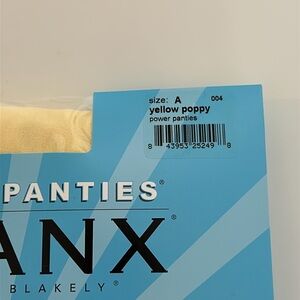 size: A 004
yellow poppy
power panties
8 43953 25249 8
PANTIES®
ANX®
BLAKELY®